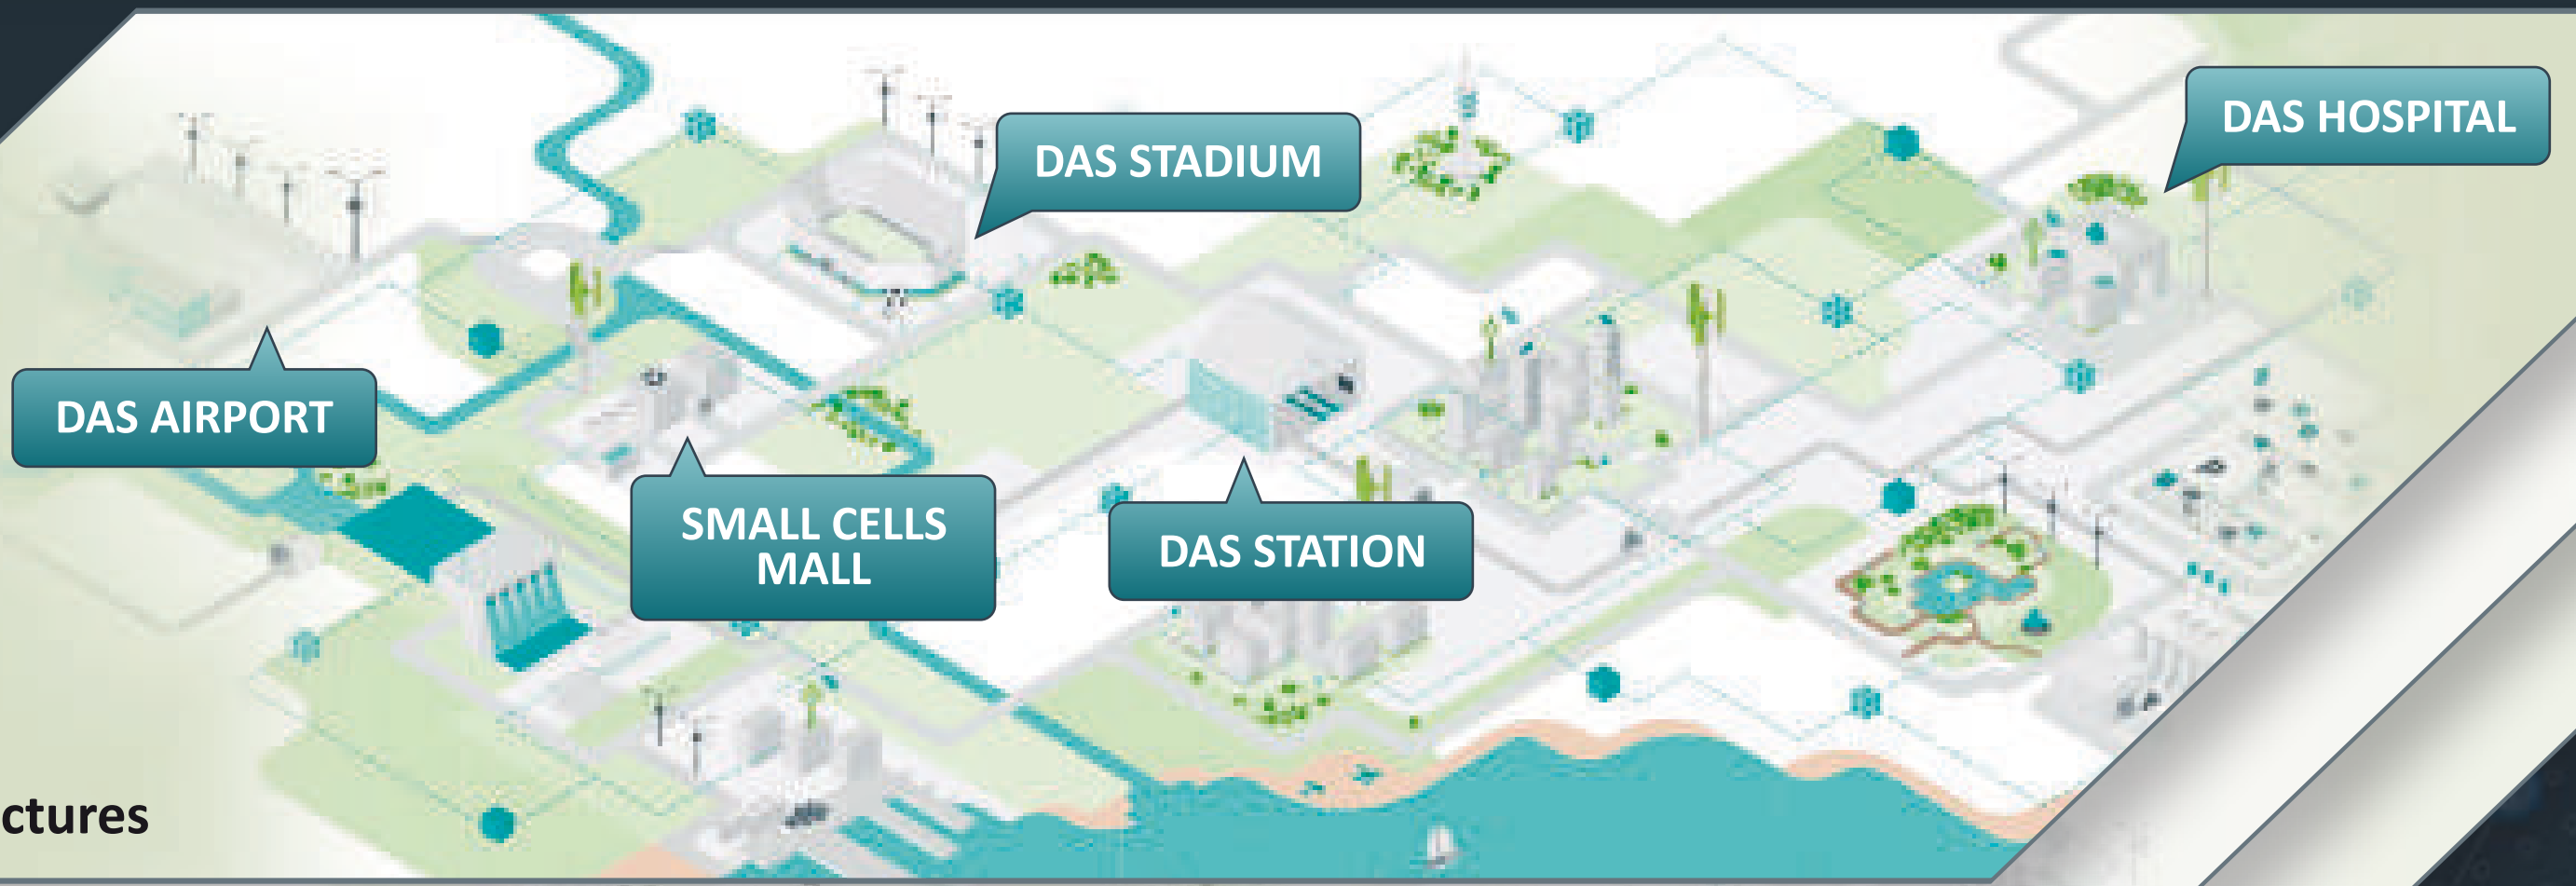 DAS HOSPITAL
DAS STADIUM
DAS AIRPORT
SMALL CELLS
MALL
DAS STATION
ctures